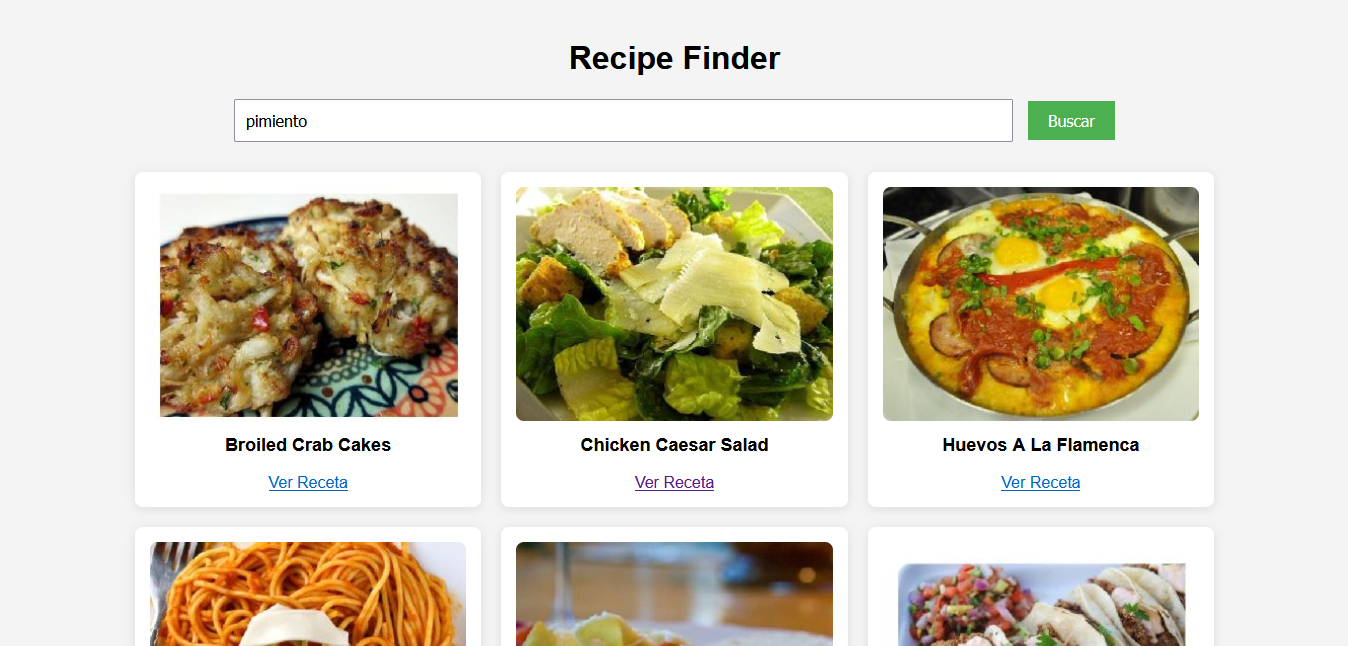 Recipe Finder
pimiento
Buscar
Broiled Crab Cakes
Chicken Caesar Salad
Huevos A La Flamenca
Ver Receta
Ver Receta
Ver Receta